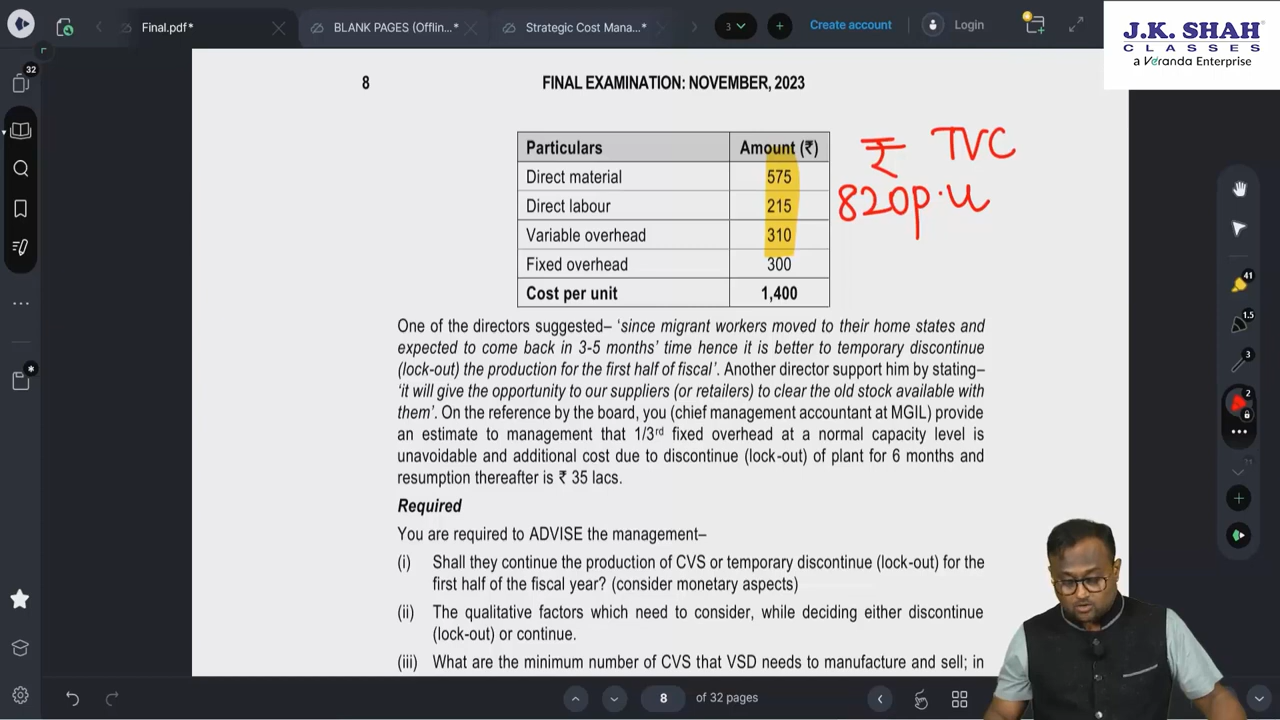 Final.pdf*
BLANK PAGES (Offlin...*
Strategic Cost Mana...*
3
Create account
Login
J.K. SHAH
CLASSES
a Veranda Enterprise
32
8
FINAL EXAMINATION: NOVEMBER, 2023
Particulars Amount (₹)
Direct material 575
Direct labour 215
Variable overhead 310
Fixed overhead 300
Cost per unit 1,400
₹ TVC
820p.u
One of the directors suggested– ‘since migrant workers moved to their home states and
expected to come back in 3-5 months’ time hence it is better to temporary discontinue
(lock-out) the production for the first half of fiscal’. Another director support him by stating–
‘it will give the opportunity to our suppliers (or retailers) to clear the old stock available with
them’. On the reference by the board, you (chief management accountant at MGIL) provide
an estimate to management that 1/3rd fixed overhead at a normal capacity level is
unavoidable and additional cost due to discontinue (lock-out) of plant for 6 months and
resumption thereafter is ₹ 35 lacs.
Required
You are required to ADVISE the management–
(i) Shall they continue the production of CVS or temporary discontinue (lock-out) for the
first half of the fiscal year? (consider monetary aspects)
(ii) The qualitative factors which need to consider, while deciding either discontinue
(lock-out) or continue.
(iii) What are the minimum number of CVS that VSD needs to manufacture and sell; in
41
1.5
3
2
8 of 32 pages